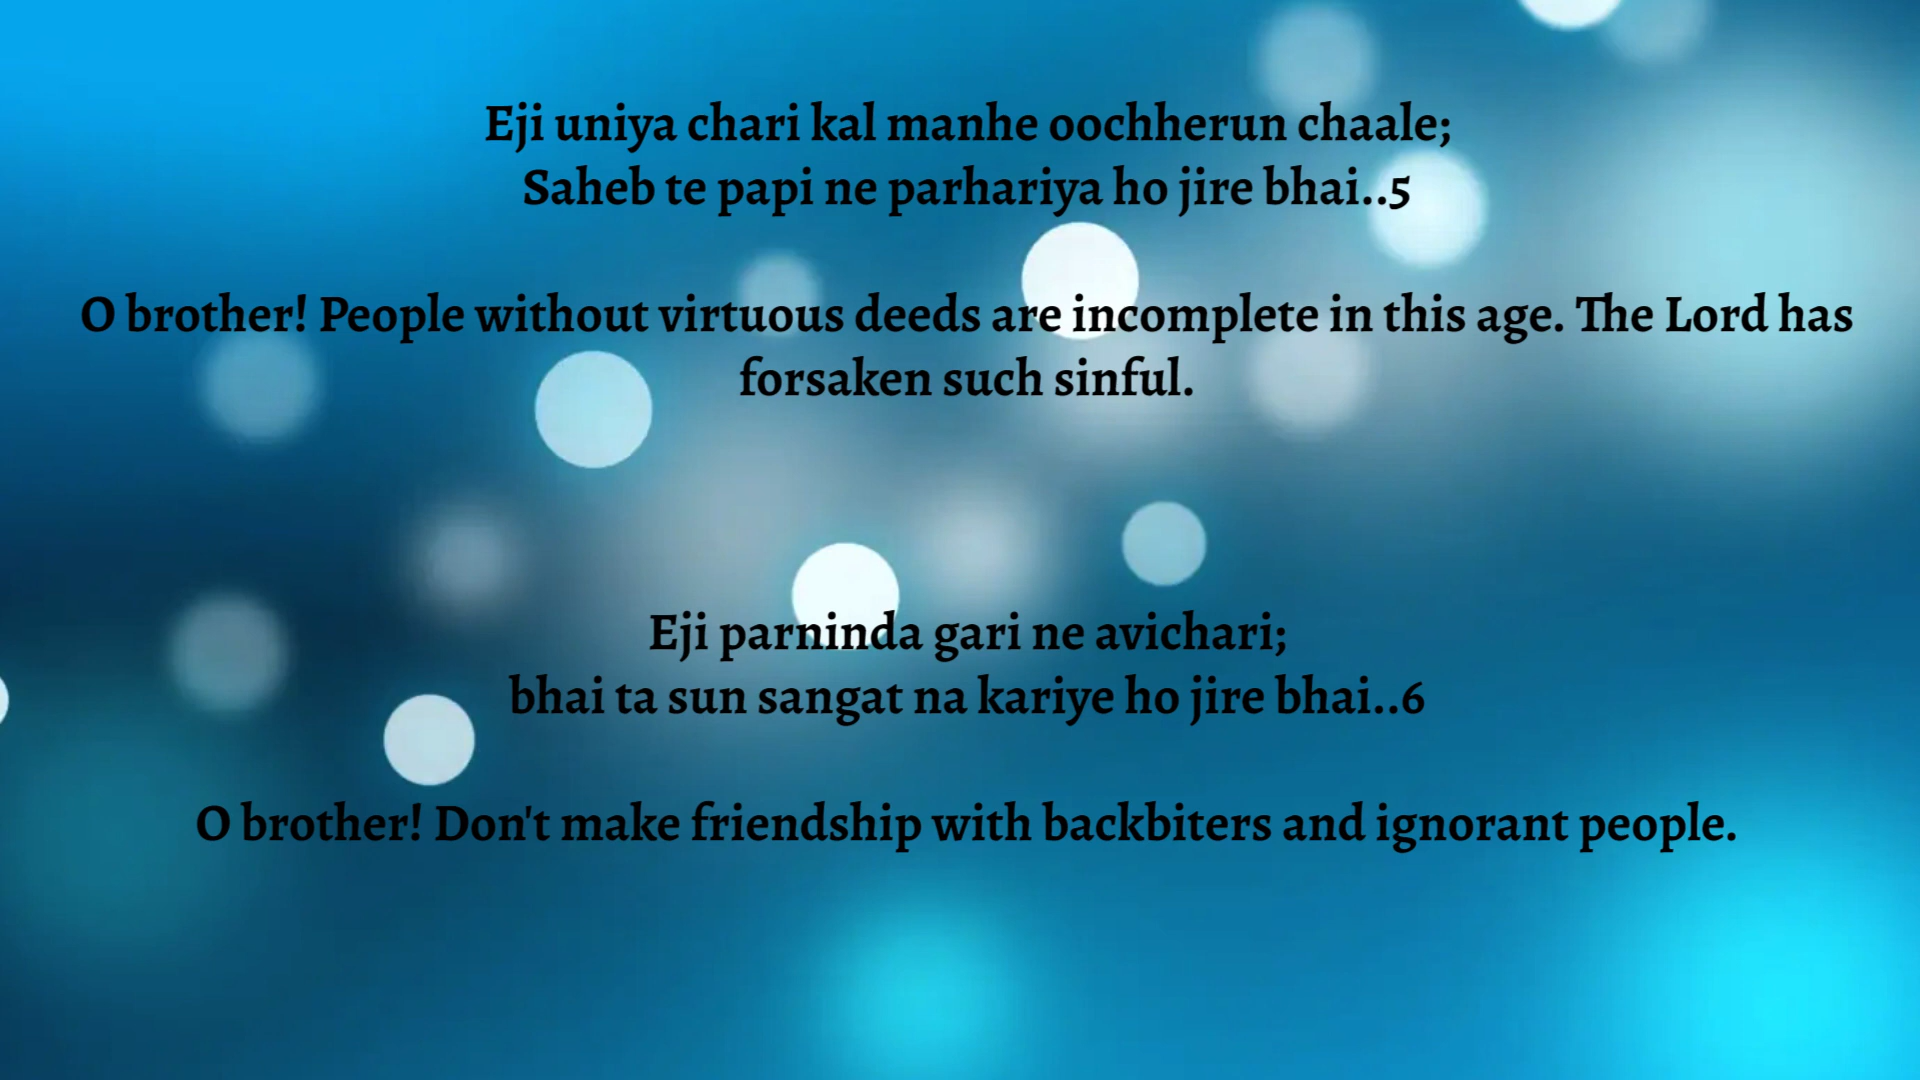 Eji uniya chari kal manhe oochherun chaale;
Saheb te papi ne parhariya ho jire bhai..5
O brother! People without virtuous deeds are incomplete in this age. The Lord has
forsaken such sinful.
Eji parninda gari ne avichari;
bhai ta sun sangat na kariye ho jire bhai..6
O brother! Don't make friendship with backbiters and ignorant people.